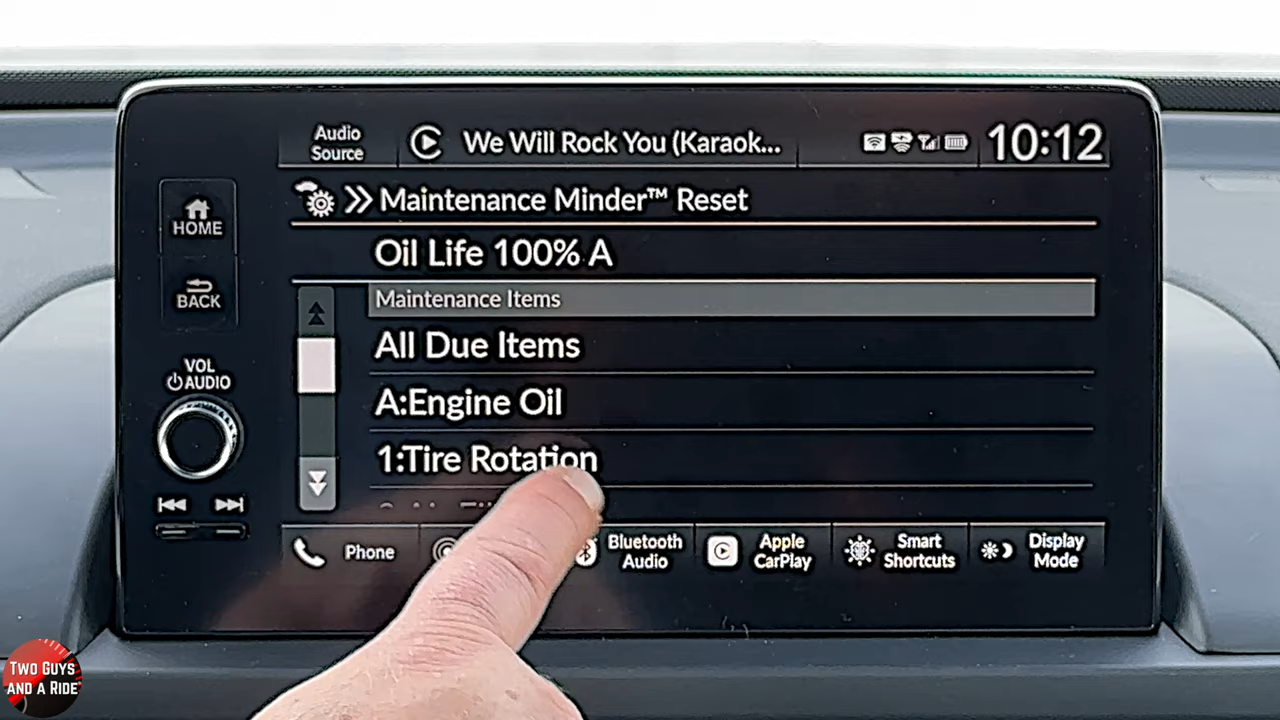 Audio
Source
We Will Rock You (Karaok...
10:12
HOME
Maintenance Minder™ Reset
Oil Life 100% A
BACK
Maintenance Items
All Due Items
VOL
AUDIO
A:Engine Oil
1:Tire Rotation
Phone
Bluetooth
Audio
Apple
CarPlay
Smart
Shortcuts
Display
Mode
TWO GUYS
AND A RIDE